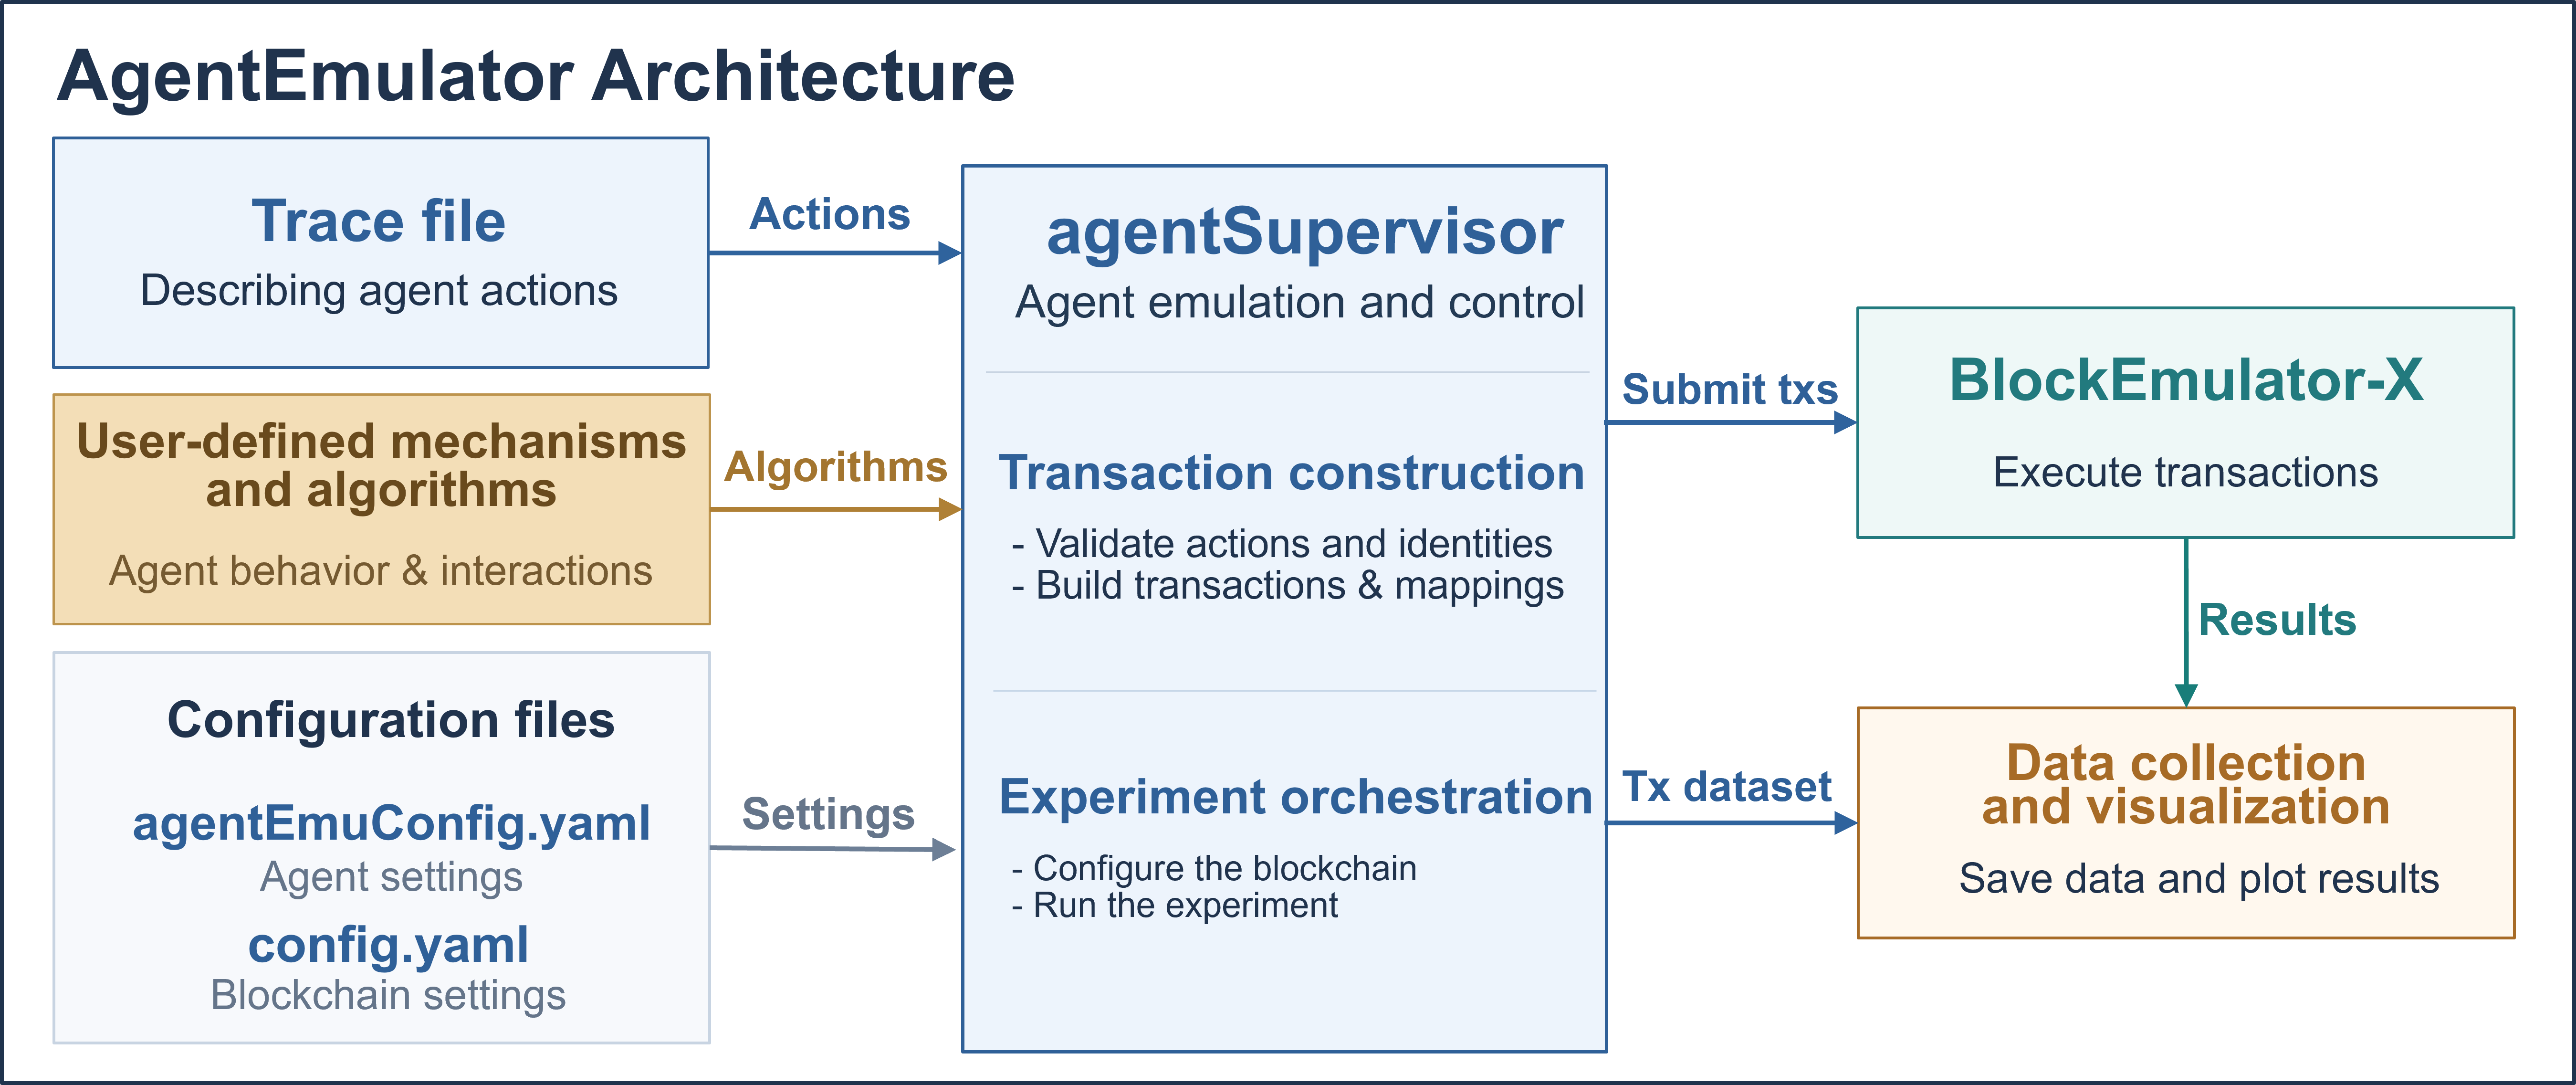 AgentEmulator Architecture
Trace file
Describing agent actions
Actions
User-defined mechanisms
and algorithms
Agent behavior & interactions
Algorithms
Configuration files
agentEmuConfig.yaml
Agent settings
config.yaml
Blockchain settings
Settings
agentSupervisor
Agent emulation and control
Transaction construction
- Validate actions and identities
- Build transactions & mappings
Experiment orchestration
- Configure the blockchain
- Run the experiment
Submit txs
BlockEmulator-X
Execute transactions
Results
Tx dataset
Data collection
and visualization
Save data and plot results